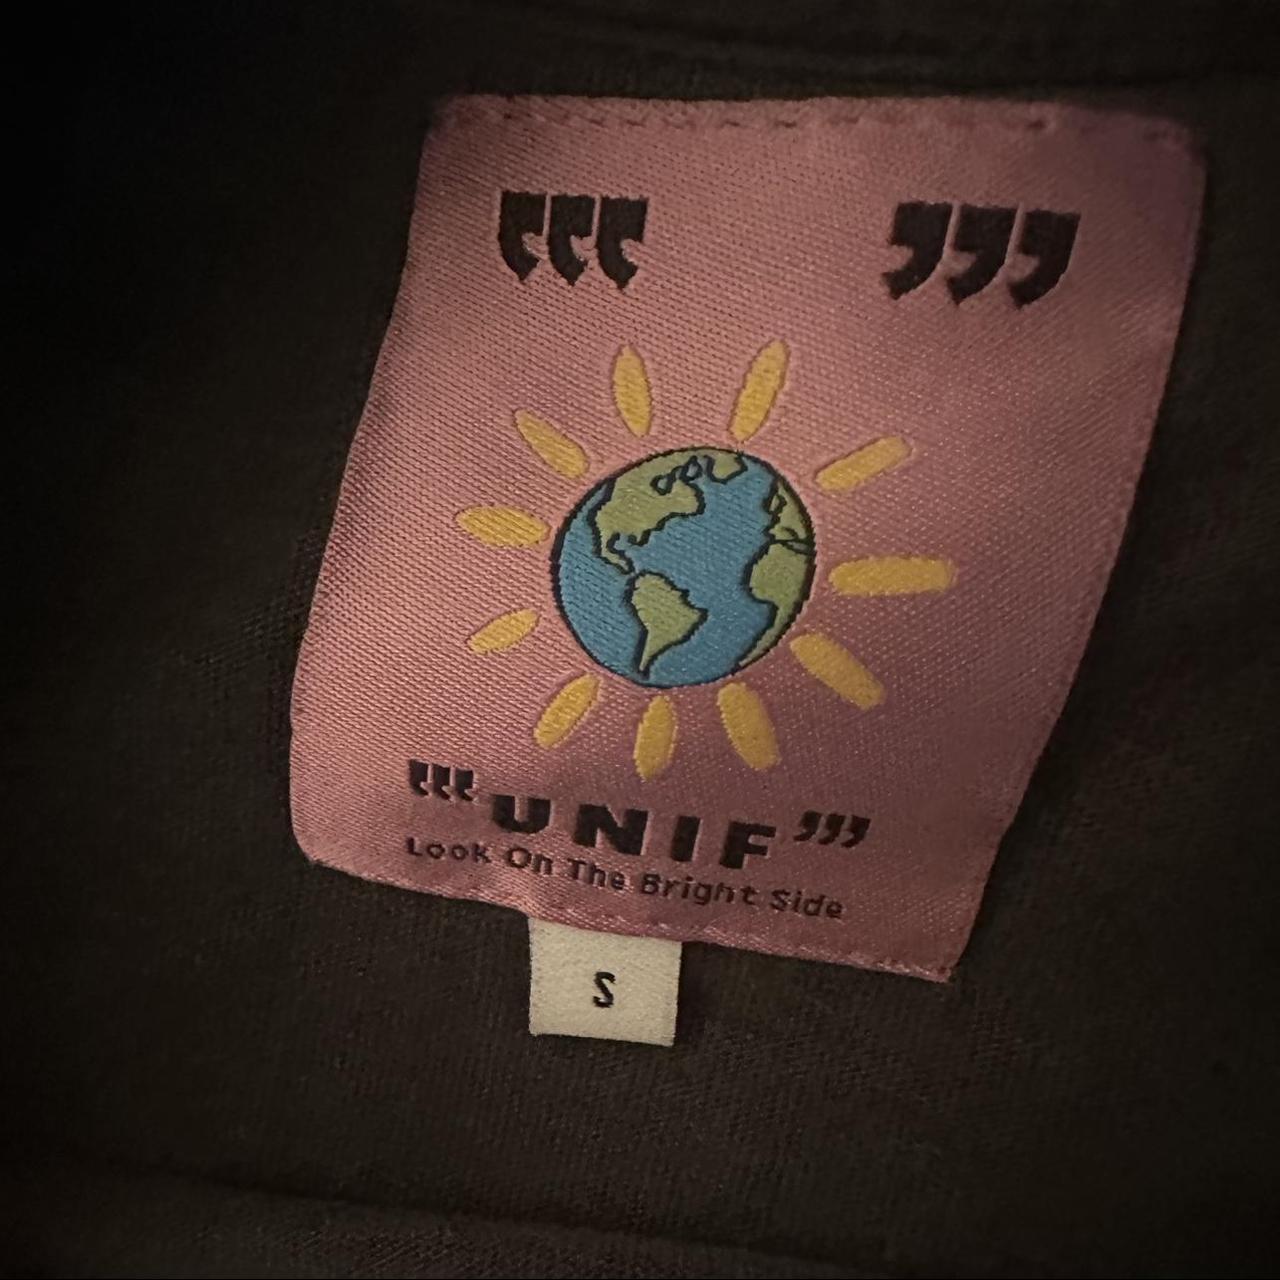 ‘‘‘ ’’’
‘‘‘UNIF’’’
Look On The Bright Side
S